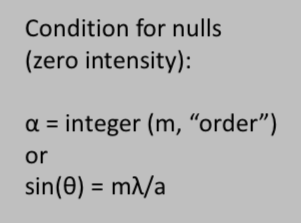 Condition for nulls
(zero intensity):
α = integer (m, “order”)
or
sin(θ) = mλ/a